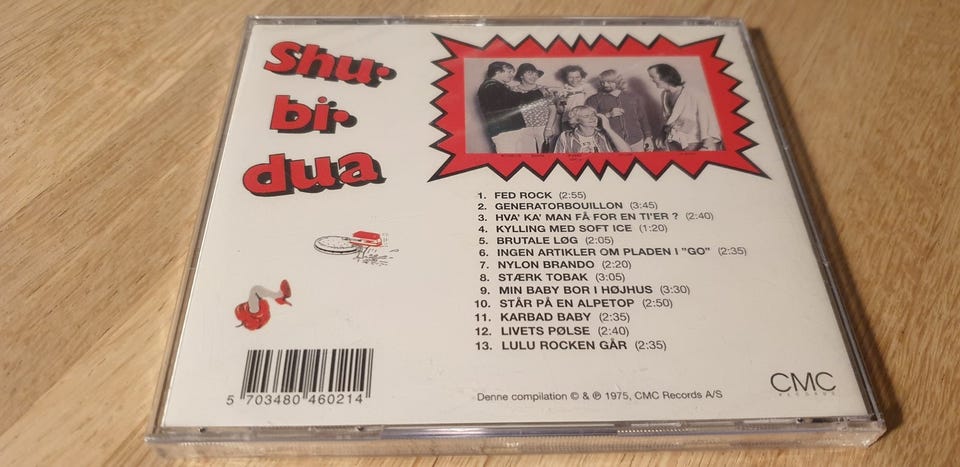 Shu·
bi·
dua
1. FED ROCK (2:55)
2. GENERATORBOUILLON (3:45)
3. HVA' KA' MAN FÅ FOR EN TI'ER ? (2:40)
4. KYLLING MED SOFT ICE (1:20)
5. BRUTALE LØG (2:05)
6. INGEN ARTIKLER OM PLADEN I "GO" (2:35)
7. NYLON BRANDO (2:20)
8. STÆRK TOBAK (3:05)
9. MIN BABY BOR I HØJHUS (3:30)
10. STÅR PÅ EN ALPETOP (2:50)
11. KARBAD BABY (2:35)
12. LIVETS PØLSE (2:40)
13. LULU ROCKEN GÅR (2:35)
5 703480 460214
Denne compilation © & ℗ 1975, CMC Records A/S
CMC
RECORDS